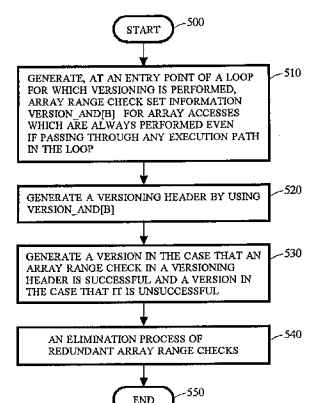 START
500
GENERATE, AT AN ENTRY POINT OF A LOOP
FOR WHICH VERSIONING IS PERFORMED,
ARRAY RANGE CHECK SET INFORMATION
VERSION_AND[B] FOR ARRAY ACCESSES
WHICH ARE ALWAYS PERFORMED EVEN
IF PASSING THROUGH ANY EXECUTION PATH
IN THE LOOP
510
GENERATE A VERSIONING HEADER BY USING
VERSION_AND[B]
520
GENERATE A VERSION IN THE CASE THAT AN
ARRAY RANGE CHECK IN A VERSIONING
HEADER IS SUCCESSFUL AND A VERSION IN
THE CASE THAT IT IS UNSUCCESSFUL
530
AN ELIMINATION PROCESS OF
REDUNDANT ARRAY RANGE CHECKS
540
END
550